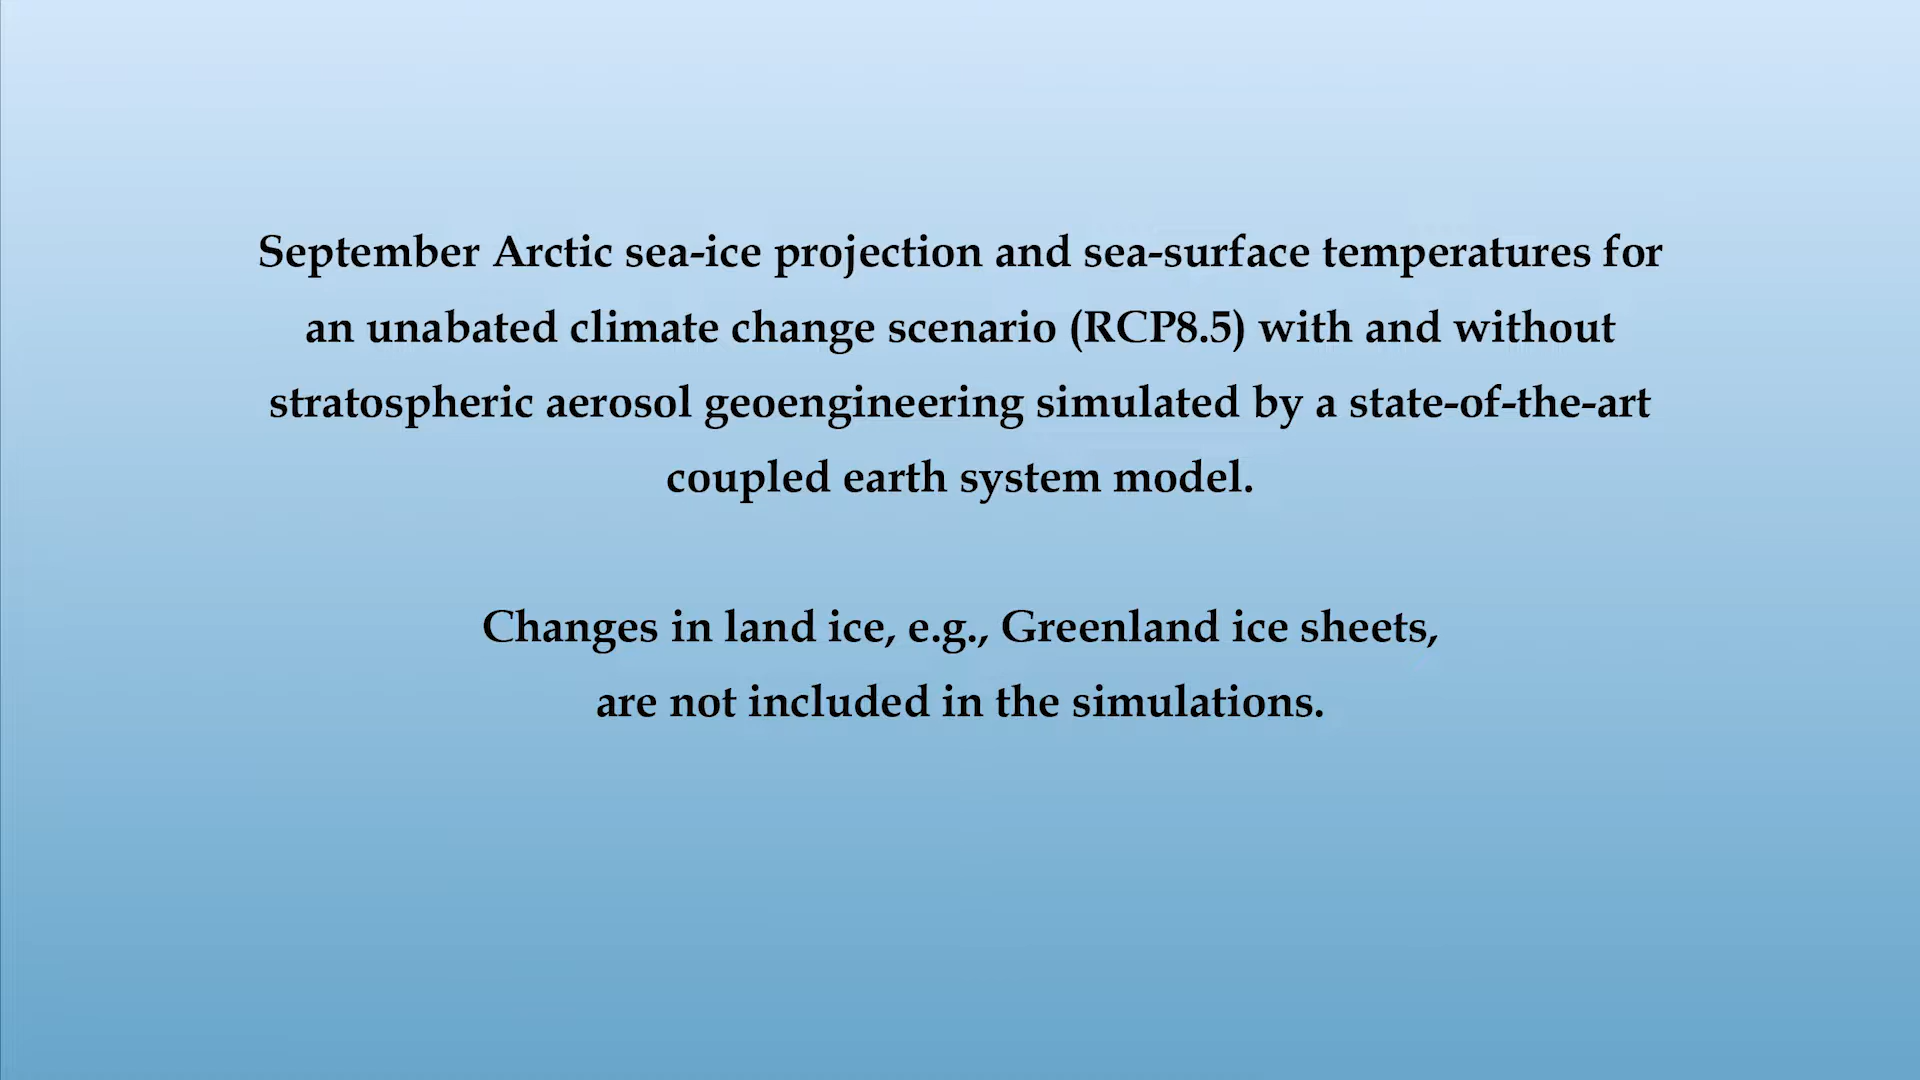 September Arctic sea-ice projection and sea-surface temperatures for
an unabated climate change scenario (RCP8.5) with and without
stratospheric aerosol geoengineering simulated by a state-of-the-art
coupled earth system model.
Changes in land ice, e.g., Greenland ice sheets,
are not included in the simulations.